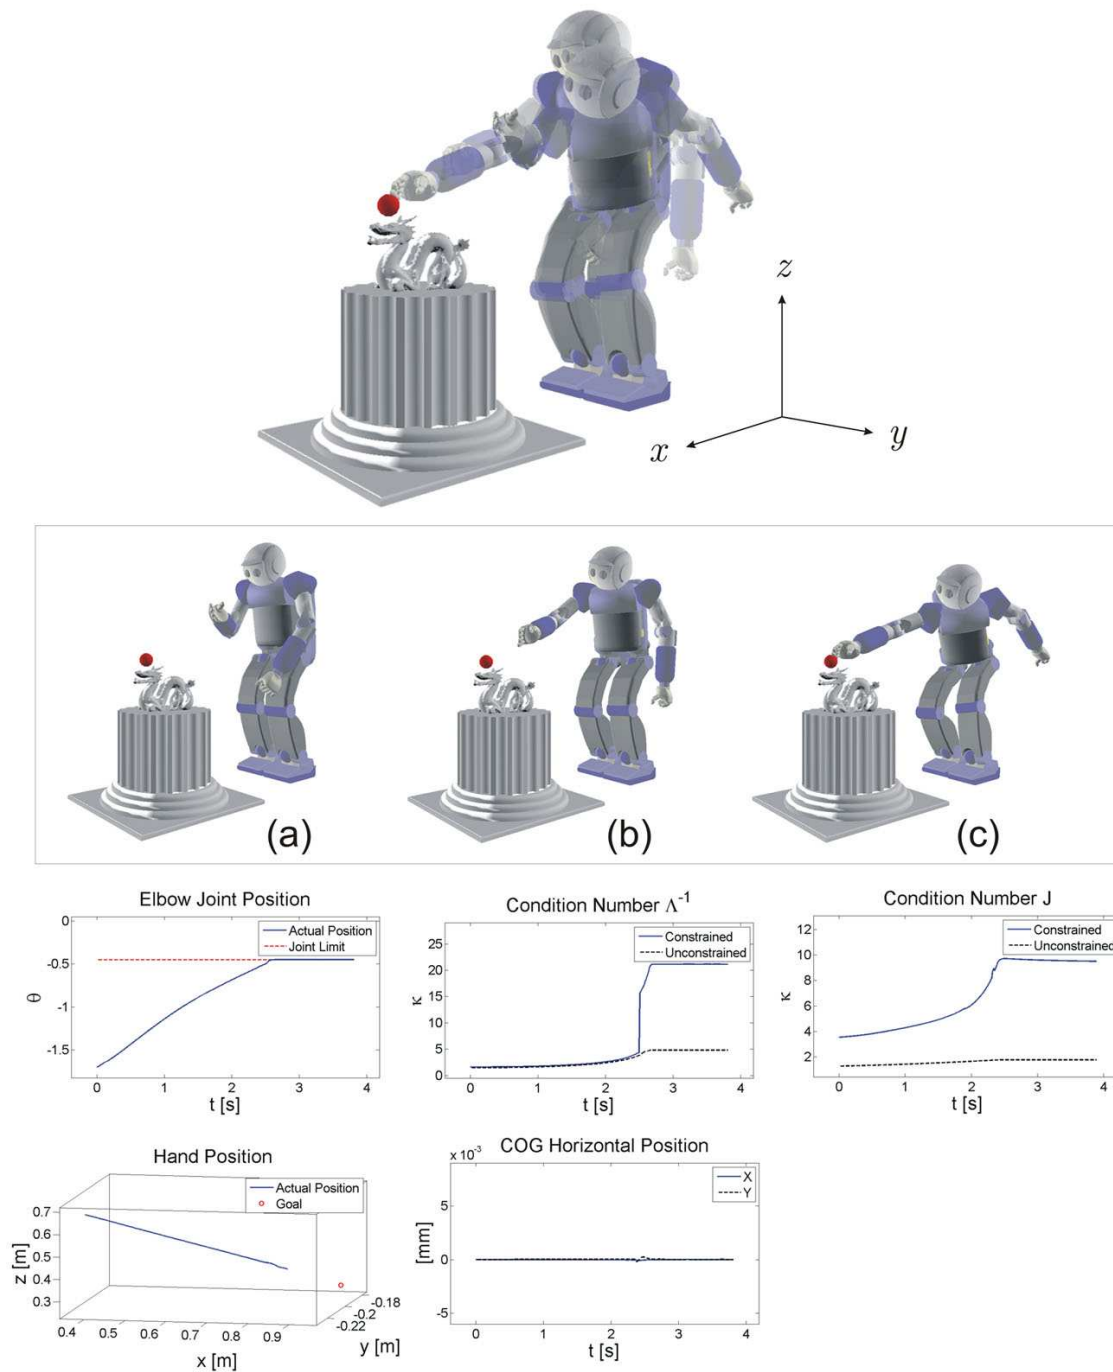 z
x
y
(a)
(b)
(c)
Elbow Joint Position
0
-0.5
-1
-1.5
θ
Actual Position
Joint Limit
0 1 2 3 4
t [s]
Condition Number Λ⁻¹
25
20
15
10
5
0
κ
Constrained
Unconstrained
0 1 2 3 4
t [s]
Condition Number J
12
10
8
6
4
2
κ
Constrained
Unconstrained
0 1 2 3 4
t [s]
Hand Position
Actual Position
Goal
0.7
0.6
0.5
0.4
0.3
z [m]
0.4 0.5 0.6 0.7 0.8 0.9
x [m]
-0.18
-0.2
-0.22
y [m]
COG Horizontal Position
x 10⁻³
5
0
-5
[mm]
X
Y
0 1 2 3 4
t [s]